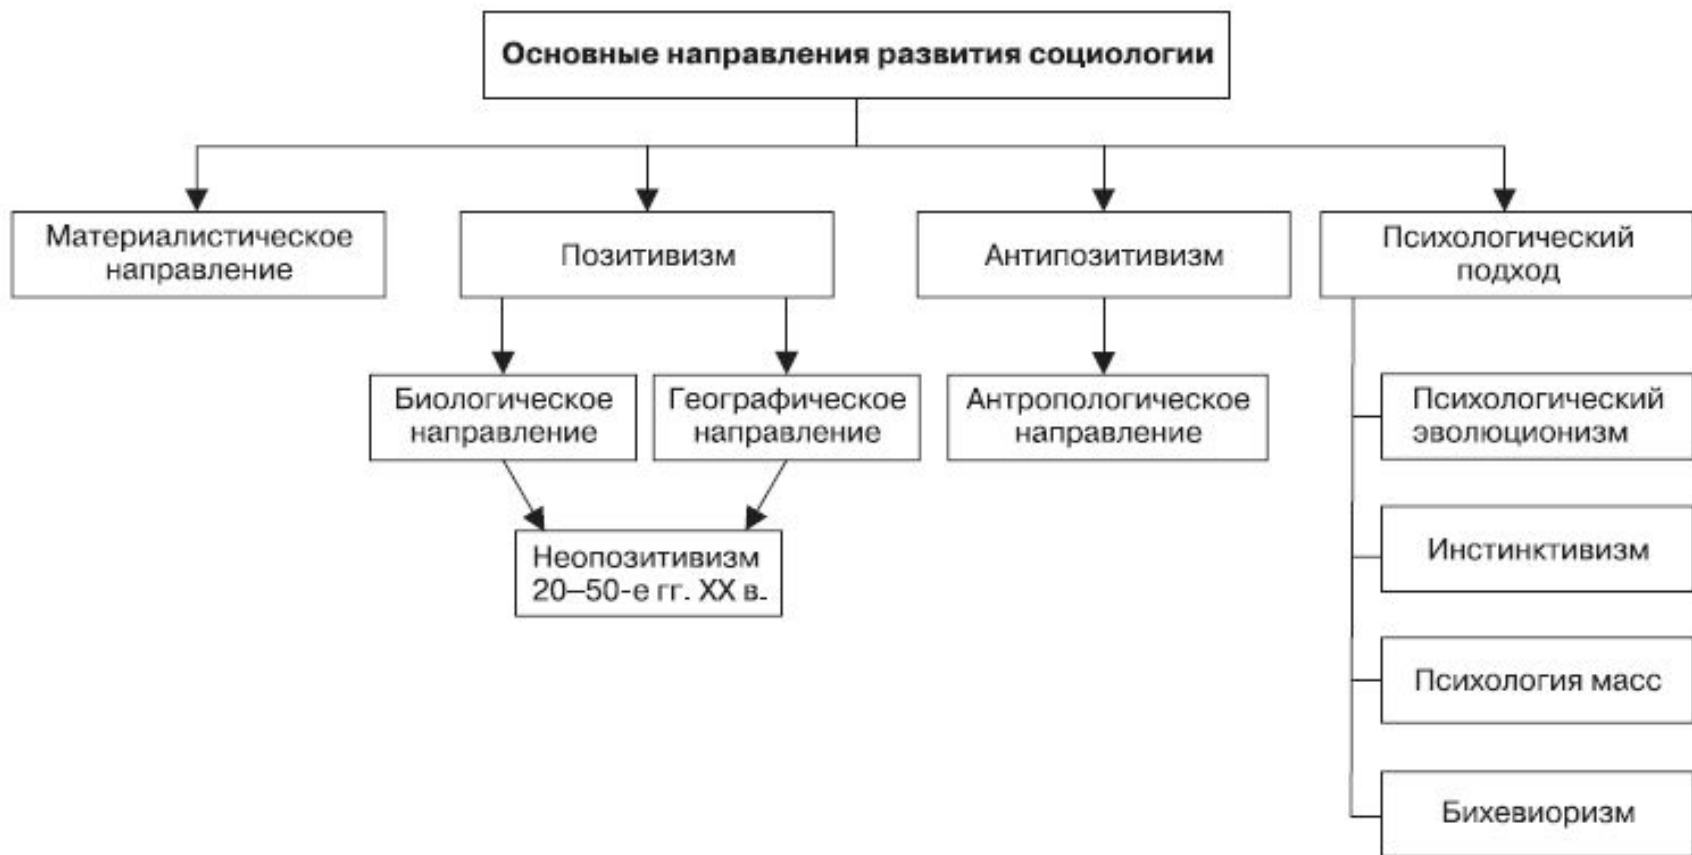 Основные направления развития социологии
Материалистическое
направление
Позитивизм
Антипозитивизм
Психологический
подход
Биологическое
направление
Географическое
направление
Антропологическое
направление
Психологический
эволюционизм
Неопозитивизм
20–50-е гг. XX в.
Инстинктивизм
Психология масс
Бихевиоризм